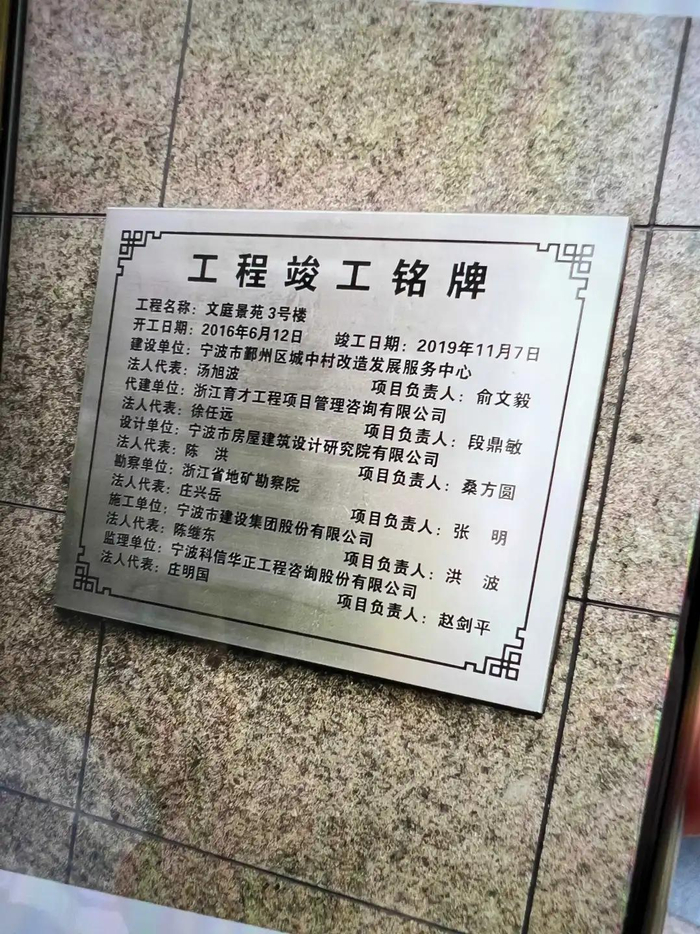 工程竣工铭牌
工程名称：文庭景苑 3号楼
开工日期：2016年6月12日 竣工日期：2019年11月7日
建设单位：宁波市鄞州区城中村改造发展服务中心
法人代表：汤旭波 项目负责人：俞文毅
代建单位：浙江育才工程项目管理咨询有限公司
法人代表：徐任远 项目负责人：段鼎敏
设计单位：宁波市房屋建筑设计研究院有限公司
法人代表：陈 洪 项目负责人：桑方圆
勘察单位：浙江省地矿勘察院
法人代表：庄兴岳 项目负责人：张 明
施工单位：宁波市建设集团股份有限公司
法人代表：陈继东 项目负责人：洪 波
监理单位：宁波科信华正工程咨询股份有限公司
法人代表：庄明国 项目负责人：赵剑平